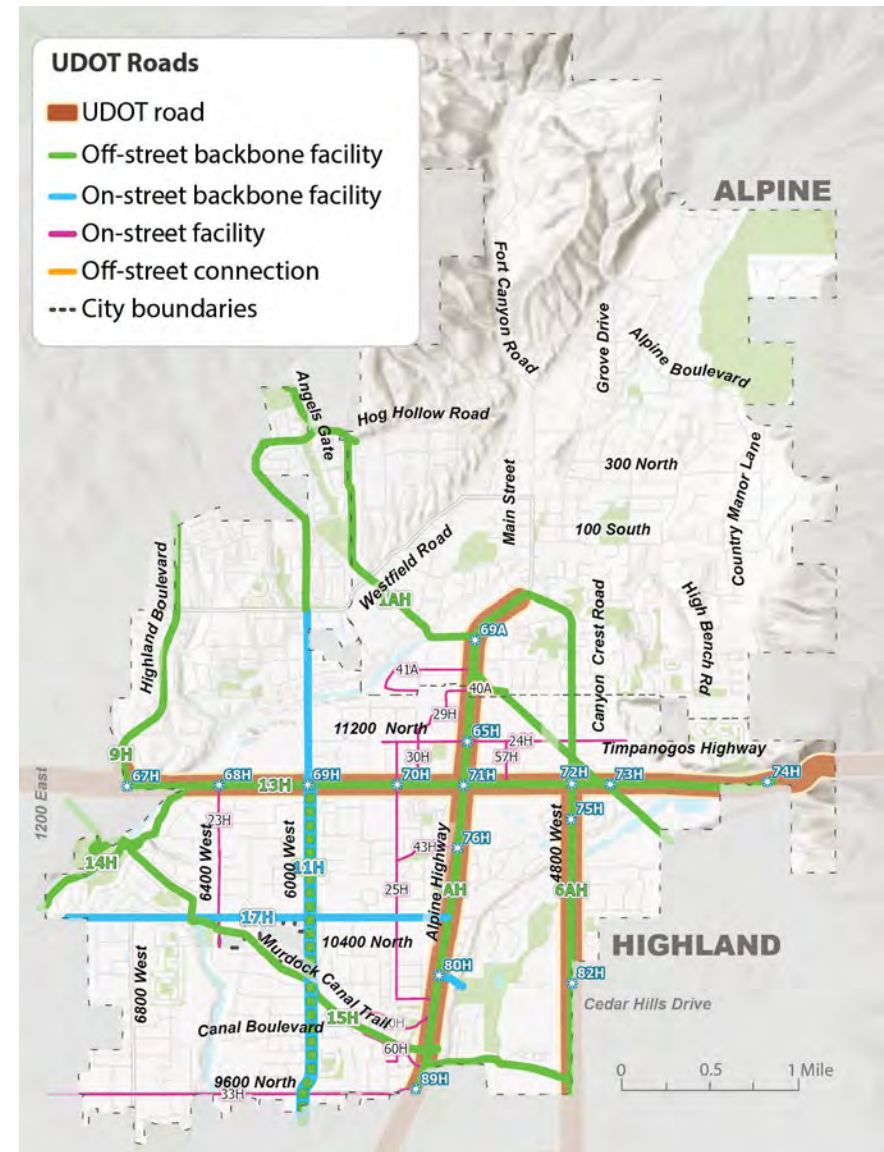 UDOT Roads
UDOT road
Off-street backbone facility
On-street backbone facility
On-street facility
Off-street connection
City boundaries
ALPINE
Fort Canyon Road
Grove Drive
Alpine Boulevard
Angels Gate
Hog Hollow Road
Country Manor Lane
300 North
Main Street
100 South
Westfield Road
Highland Boulevard
1AH
Canyon Crest Road
High Bench Rd
69A
41A
40A
29H
11200 North
65H
24H
30H
57H
Timpanogos Highway
9H
67H
68H
13H
69H
70H
71H
72H
73H
74H
1200 East
23H
75H
6400 West
6000 West
43H
76H
4800 West
14H
11H
25H
Alpine Highway
AH
6AH
17H
10400 North
HIGHLAND
6800 West
Murdock Canal Trail
80H
82H
Cedar Hills Drive
Canal Boulevard
15H
60H
9600 North
89H
33H
0 0.5 1 Mile